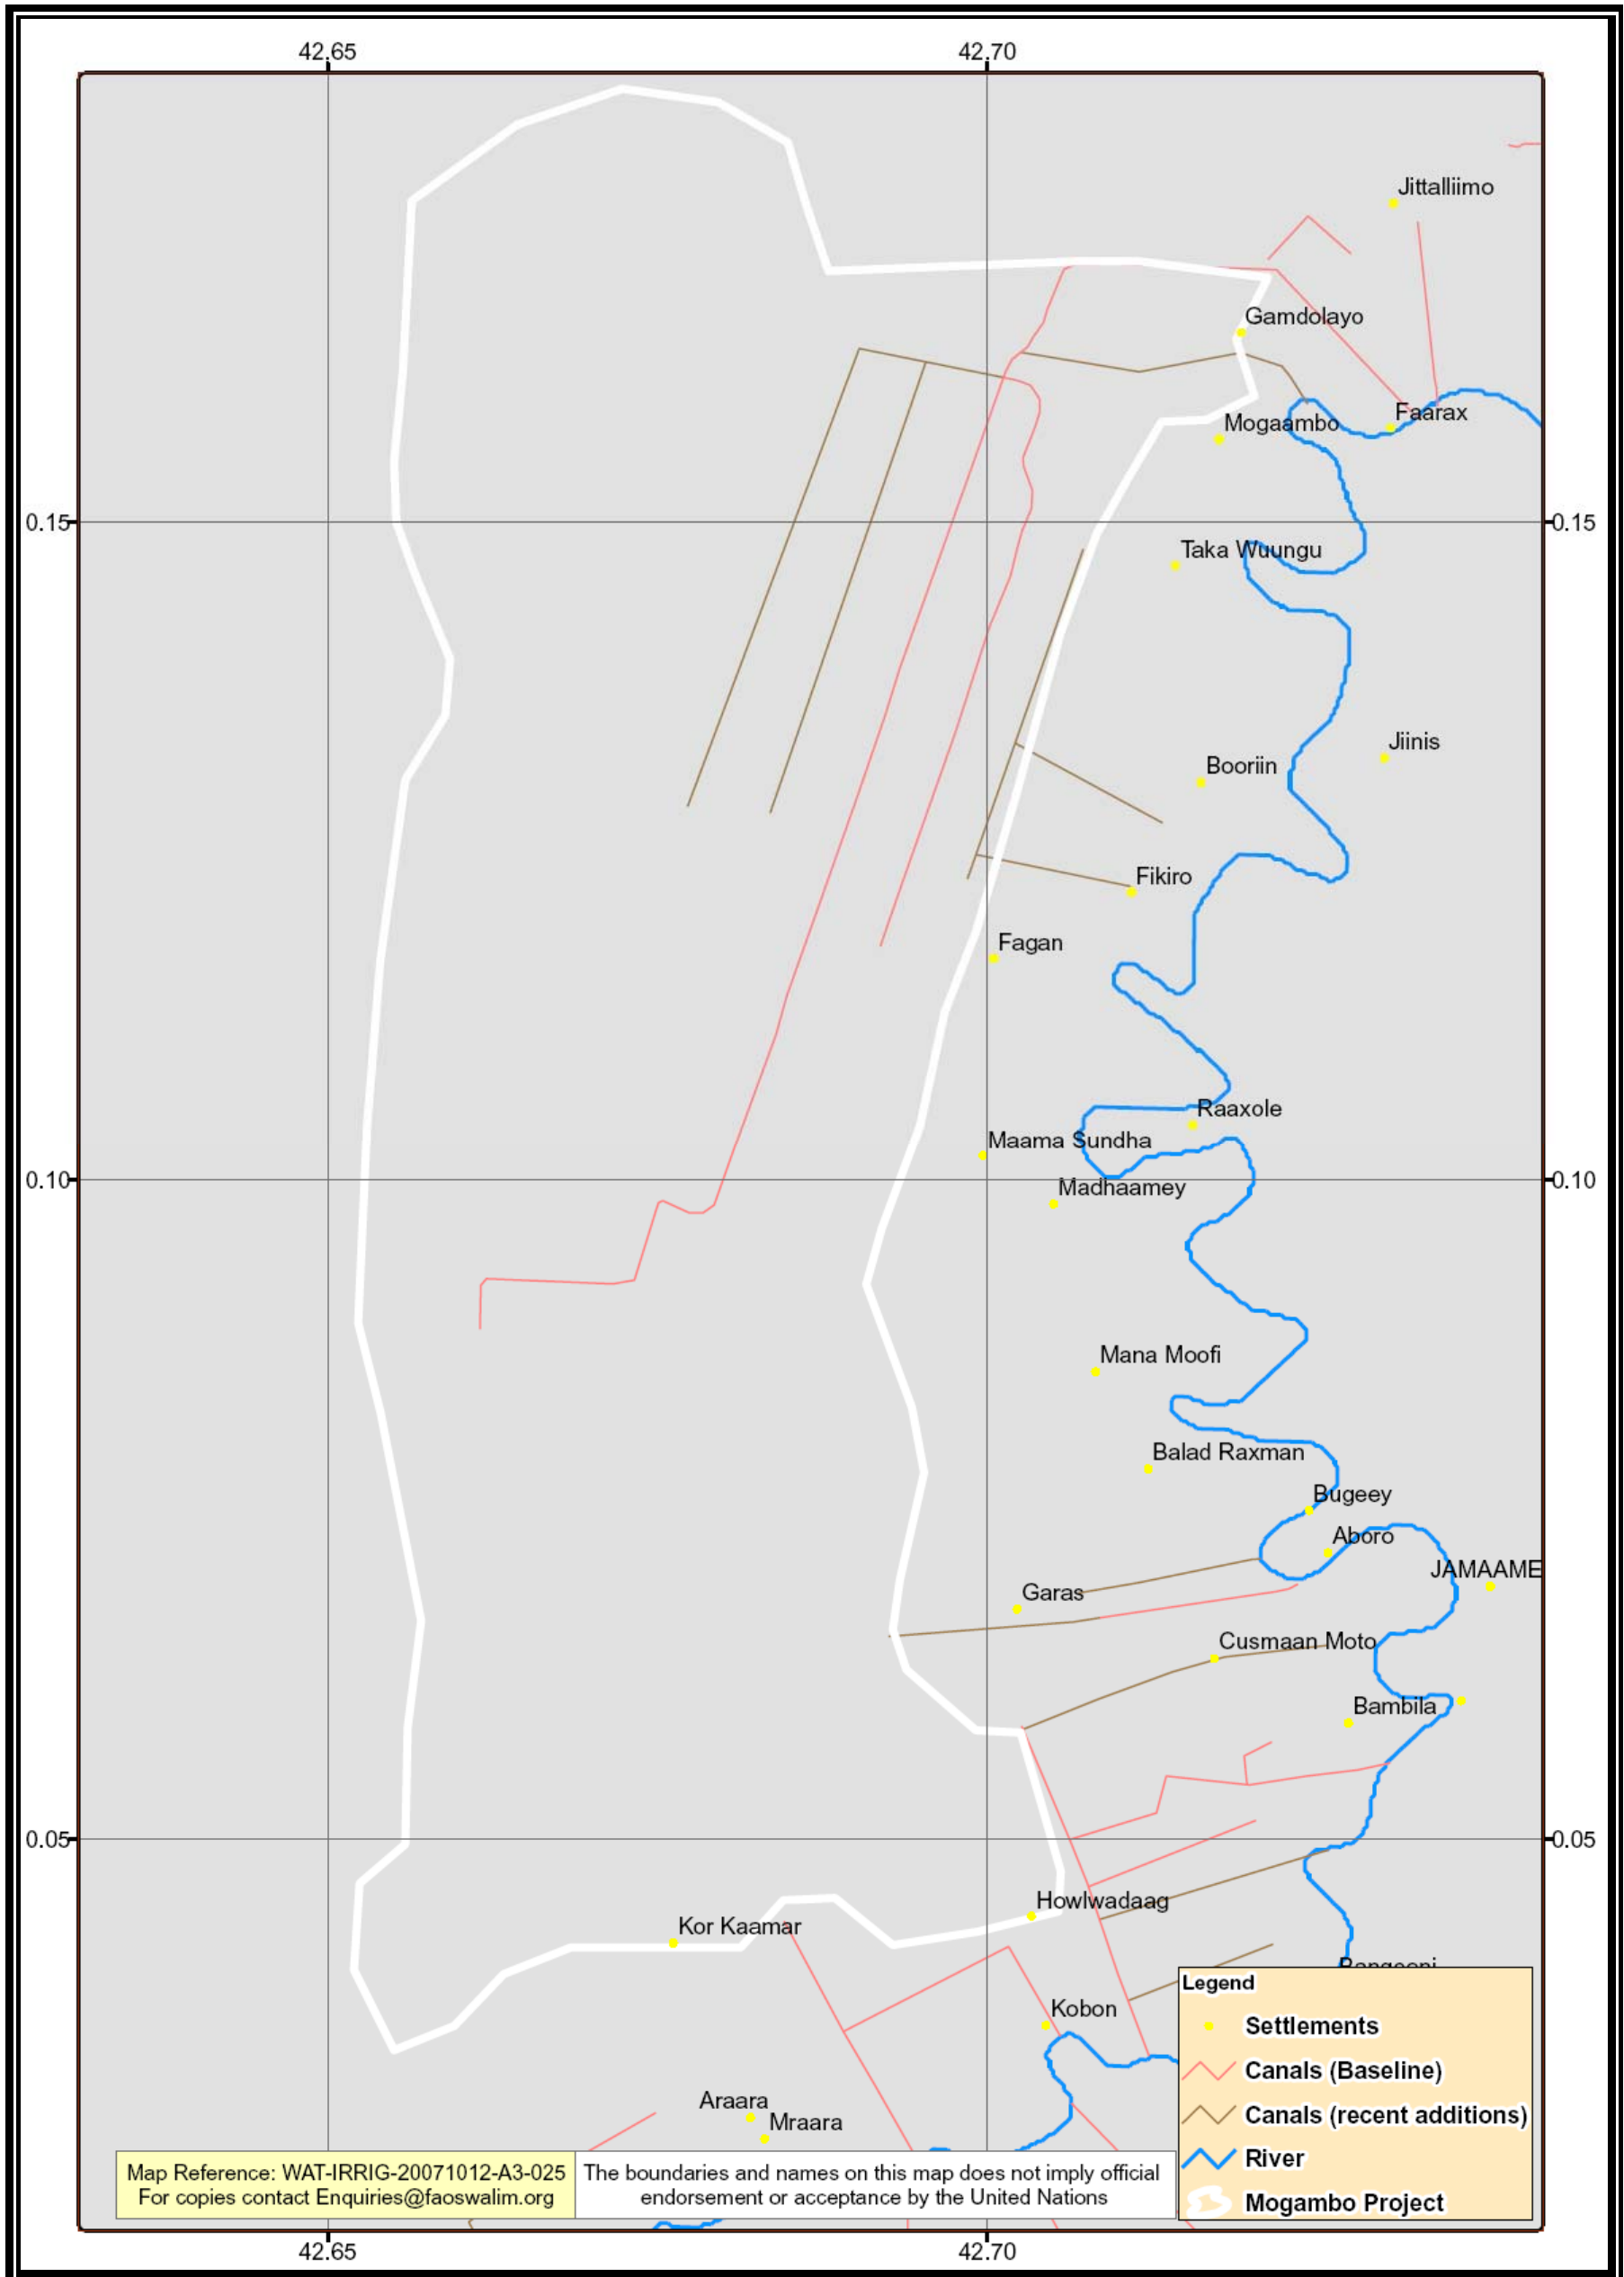 42.65
42.70
Jittalliimo
Gamdolayo
Faarax
Mogaambo
0.15
0.15
Taka Wuungu
Jiinis
Booriin
Fikiro
Fagan
Raaxole
Maama Sundha
0.10
0.10
Madhaamey
Mana Moofi
Balad Raxman
Bugeey
Aboro
JAMAAME
Garas
Cusmaan Moto
Bambila
0.05
0.05
Howlwadaag
Kor Kaamar
Kobon
Araara
Mraara
Legend
Settlements
Canals (Baseline)
Canals (recent additions)
River
Mogambo Project
Map Reference: WAT-IRRIG-20071012-A3-025
For copies contact Enquiries@faoswalim.org
The boundaries and names on this map does not imply official
endorsement or acceptance by the United Nations
42.65
42.70